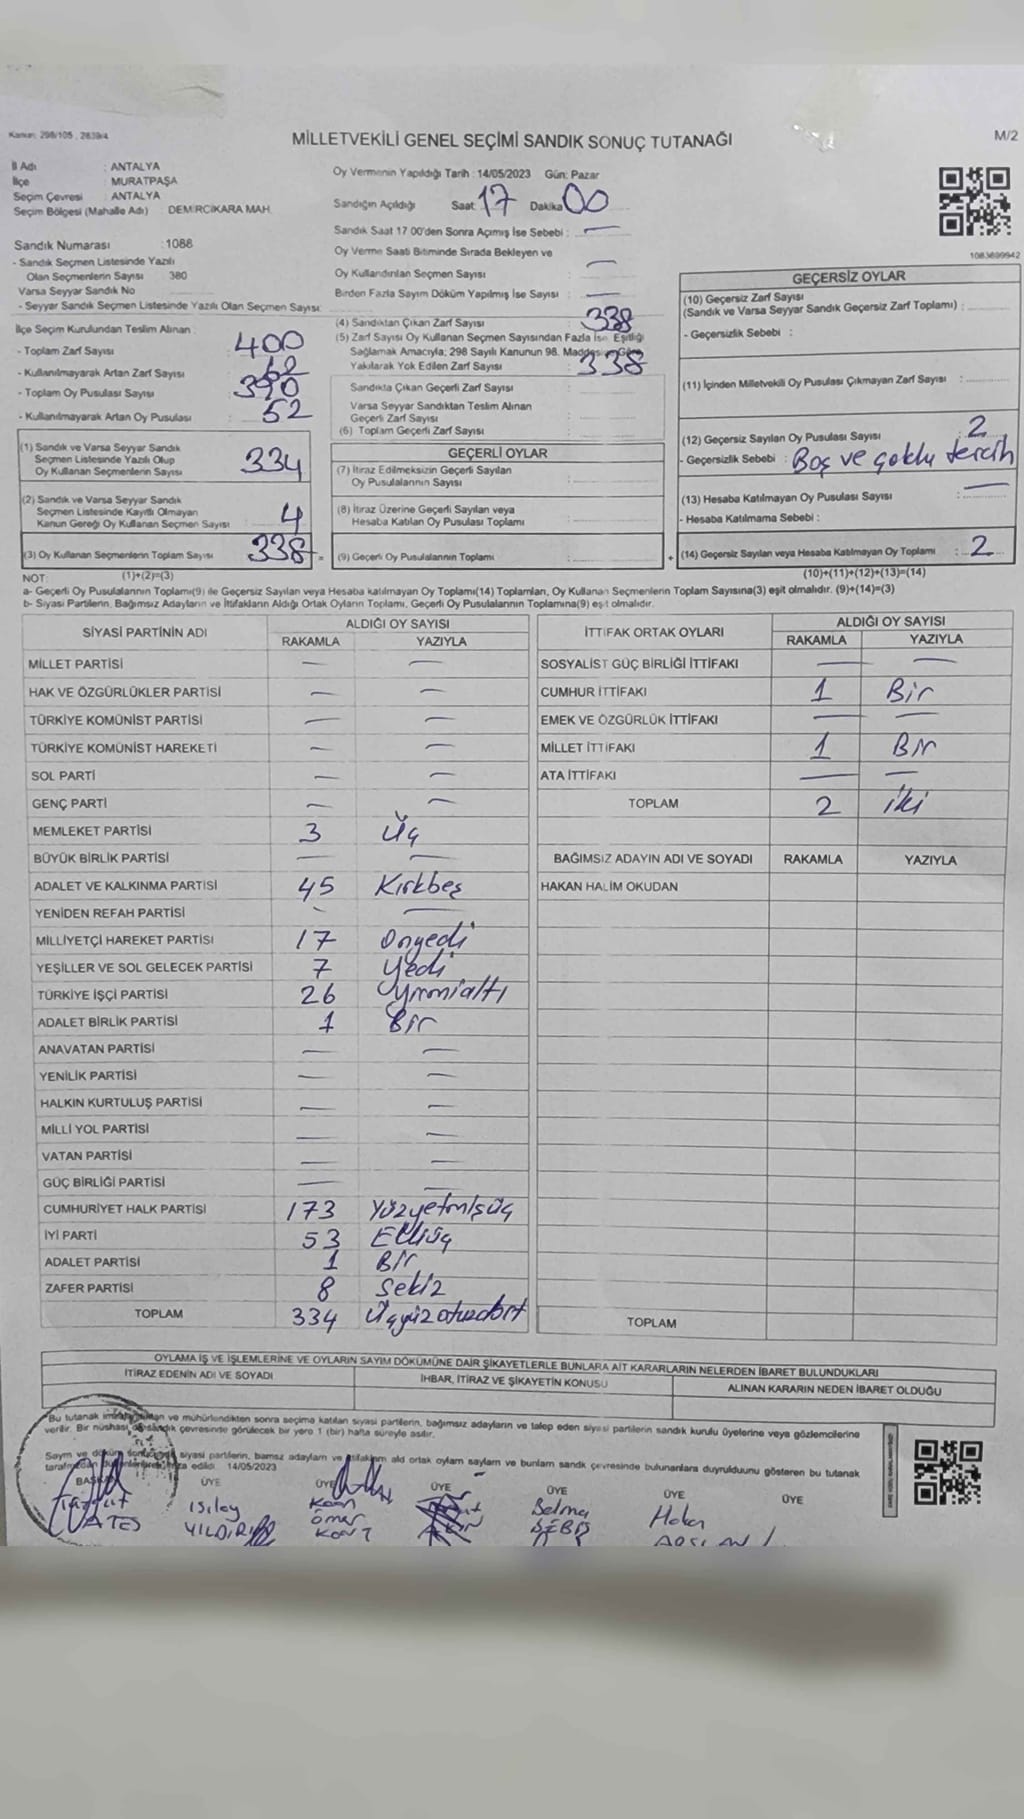 Kanun: 298/105 , 2839/4
MİLLETVEKİLİ GENEL SEÇİMİ SANDIK SONUÇ TUTANAĞI
M/2
İl Adı : ANTALYA
İlçe : MURATPAŞA
Seçim Çevresi : ANTALYA
Seçim Bölgesi (Mahalle Adı) : DEMİRCİKARA MAH.
Oy Vermenin Yapıldığı Tarih : 14/05/2023 Gün: Pazar
Sandığın Açıldığı Saat: 17 Dakika 00
Sandık Saat 17 00'den Sonra Açımış İse Sebebi : —
Oy Verme Saati Bitiminde Sırada Bekleyen ve
Oy Kullandırılan Seçmen Sayısı : —
Birden Fazla Sayım Döküm Yapılmış İse Sayısı : —
Sandık Numarası : 1088
- Sandık Seçmen Listesinde Yazılı
Olan Seçmenlerin Sayısı 380
Varsa Seyyar Sandık No
- Seyyar Sandık Seçmen Listesinde Yazılı Olan Seçmen Sayısı:
1083699942
İlçe Seçim Kurulundan Teslim Alınan :
- Toplam Zarf Sayısı : 400
- Kullanılmayarak Artan Zarf Sayısı : 62
- Toplam Oy Pusulası Sayısı : 390
- Kullanılmayarak Artan Oy Pusulası : 52
(1) Sandık ve Varsa Seyyar Sandık
Seçmen Listesinde Yazılı Olup
Oy Kullanan Seçmenlerin Sayısı : 334
(2) Sandık ve Varsa Seyyar Sandık
Seçmen Listesinde Kayıtlı Olmayan
Kanun Gereği Oy Kullanan Seçmen Sayısı : 4
(3) Oy Kullanan Seçmenlerin Toplam Sayısı : 338 =
(1)+(2)=(3)
(4) Sandıktan Çıkan Zarf Sayısı : 338
(5) Zarf Sayısı Oy Kullanan Seçmen Sayısından Fazla İse, Eşitliği
Sağlamak Amacıyla; 298 Sayılı Kanunun 98. Maddesine Göre
Yakılarak Yok Edilen Zarf Sayısı : 338
Sandıkta Çıkan Geçerli Zarf Sayısı :
Varsa Seyyar Sandıktan Teslim Alınan
Geçerli Zarf Sayısı :
(6) Toplam Geçerli Zarf Sayısı :
GEÇERLİ OYLAR
(7) İtiraz Edilmeksizin Geçerli Sayılan
Oy Pusulalarının Sayısı :
(8) İtiraz Üzerine Geçerli Sayılan veya
Hesaba Katılan Oy Pusulası Toplamı :
(9) Geçerli Oy Pusulalarının Toplamı : +
GEÇERSİZ OYLAR
(10) Geçersiz Zarf Sayısı
(Sandık ve Varsa Seyyar Sandık Geçersiz Zarf Toplamı) :
- Geçersizlik Sebebi :
(11) İçinden Milletvekili Oy Pusulası Çıkmayan Zarf Sayısı :
(12) Geçersiz Sayılan Oy Pusulası Sayısı : 2
- Geçersizlik Sebebi : Boş ve çoklu tercih
(13) Hesaba Katılmayan Oy Pusulası Sayısı : —
- Hesaba Katılmama Sebebi :
(14) Geçersiz Sayılan veya Hesaba Katılmayan Oy Toplamı : 2
(10)+(11)+(12)+(13)=(14)
NOT:
a- Geçerli Oy Pusulalarının Toplamı(9) ile Geçersiz Sayılan veya Hesaba katılmayan Oy Toplamı(14) Toplamları, Oy Kullanan Seçmenlerin Toplam Sayısına(3) eşit olmalıdır. (9)+(14)=(3)
b- Siyasi Partilerin, Bağımsız Adayların ve İttifakların Aldığı Ortak Oyların Toplamı, Geçerli Oy Pusulalarının Toplamına(9) eşit olmalıdır.
SİYASİ PARTİNİN ADI ALDIĞI OY SAYISI
RAKAMLA YAZIYLA
MİLLET PARTİSİ — —
HAK VE ÖZGÜRLÜKLER PARTİSİ — —
TÜRKİYE KOMÜNİST PARTİSİ — —
TÜRKİYE KOMÜNİST HAREKETİ — —
SOL PARTİ — —
GENÇ PARTİ — —
MEMLEKET PARTİSİ 3 Üç
BÜYÜK BİRLİK PARTİSİ — —
ADALET VE KALKINMA PARTİSİ 45 Kırkbeş
YENİDEN REFAH PARTİSİ - —
MİLLİYETÇİ HAREKET PARTİSİ 17 Onyedi
YEŞİLLER VE SOL GELECEK PARTİSİ 7 Yedi
TÜRKİYE İŞÇİ PARTİSİ 26 Yirmialtı
ADALET BİRLİK PARTİSİ 1 Bir
ANAVATAN PARTİSİ — —
YENİLİK PARTİSİ — —
HALKIN KURTULUŞ PARTİSİ — —
MİLLİ YOL PARTİSİ — —
VATAN PARTİSİ — —
GÜÇ BİRLİĞİ PARTİSİ — —
CUMHURİYET HALK PARTİSİ 173 Yüzyetmişüç
İYİ PARTİ 53 Elliüç
ADALET PARTİSİ 1 Bir
ZAFER PARTİSİ 8 Sekiz
TOPLAM 334 Üçyüzotuzdört
İTTİFAK ORTAK OYLARI ALDIĞI OY SAYISI
RAKAMLA YAZIYLA
SOSYALİST GÜÇ BİRLİĞİ İTTİFAKI — —
CUMHUR İTTİFAKI 1 Bir
EMEK VE ÖZGÜRLÜK İTTİFAKI — —
MİLLET İTTİFAKI 1 Bir
ATA İTTİFAKI — —
TOPLAM 2 iki
BAĞIMSIZ ADAYIN ADI VE SOYADI RAKAMLA YAZIYLA
HAKAN HALİM OKUDAN
TOPLAM
OYLAMA İŞ VE İŞLEMLERİNE VE OYLARIN SAYIM DÖKÜMÜNE DAİR ŞİKAYETLERLE BUNLARA AİT KARARLARIN NELERDEN İBARET BULUNDUKLARI
İTİRAZ EDENİN ADI VE SOYADI İHBAR, İTİRAZ VE ŞİKAYETİN KONUSU ALINAN KARARIN NEDEN İBARET OLDUĞU
Bu tutanak ve mühürlendikten sonra seçime katılan siyasi partilerin, bağımsız adayların ve talep eden siyasi partilerin sandık kurulu üyelerine veya gözlemcilerine
verilir. Bir nüshası da sandık çevresinde görülecek bir yere 1 (bir) hafta süreyle asılır.
Sayım ve döküm siyasi partilerin, bamsz adayların ve ald ortak oylam saylam ve bunlam sandk çevresinde bulunanlara duyrulduunu gösteren bu tutanak
tarafmzdan edildi. 14/05/2023
BAŞKAN ÜYE ÜYE ÜYE ÜYE ÜYE ÜYE
Turgut ATEŞ
Işılay YILDIRIM
Kaan Ömer
Belma
Hakan